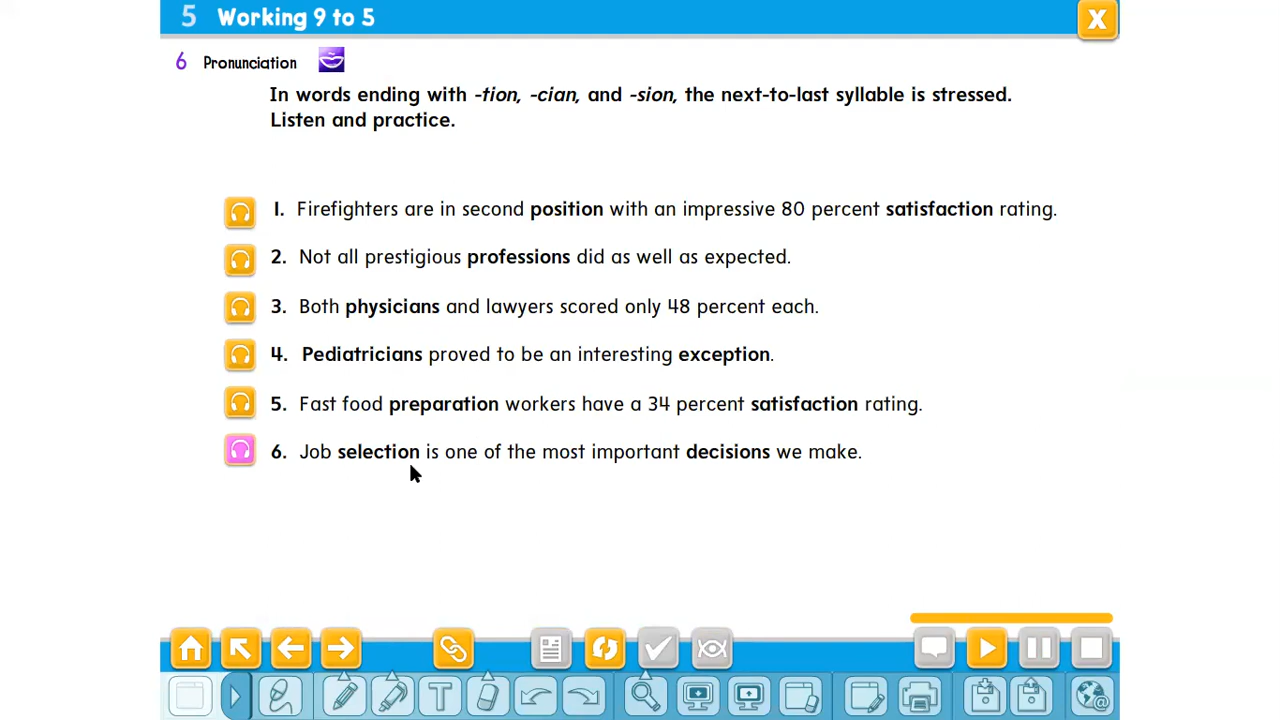 5 Working 9 to 5
X
6 Pronunciation
In words ending with -tion, -cian, and -sion, the next-to-last syllable is stressed.
Listen and practice.
1. Firefighters are in second position with an impressive 80 percent satisfaction rating.
2. Not all prestigious professions did as well as expected.
3. Both physicians and lawyers scored only 48 percent each.
4. Pediatricians proved to be an interesting exception.
5. Fast food preparation workers have a 34 percent satisfaction rating.
6. Job selection is one of the most important decisions we make.
T